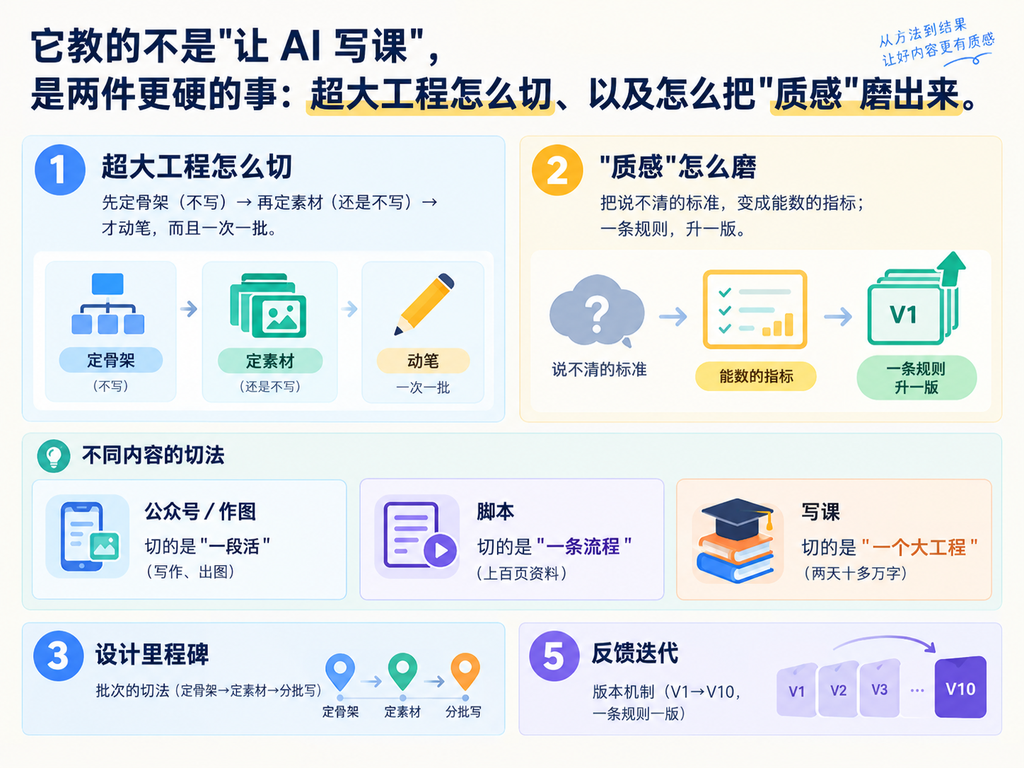 它教的不是"让 AI 写课",
是两件更硬的事：超大工程怎么切、以及怎么把"质感"磨出来。
从方法到结果
让好内容更有质感
1
超大工程怎么切
先定骨架（不写）→ 再定素材 (还是不写) →
才动笔，而且一次一批。
定骨架
（不写）
定素材
（还是不写）
动笔
一次一批
2
"质感"怎么磨
把说不清的标准，变成能数的指标；
一条规则，升一版。
?
说不清的标准
能数的指标
V1
一条规则
升一版
不同内容的切法
公众号 / 作图
切的是 "一段活"
（写作、出图）
脚本
切的是 "一条流程"
（上百页资料）
写课
切的是 "一个大工程"
（两天十多万字）
3
设计里程碑
批次的切法（定骨架→定素材→分批写）
定骨架
定素材
分批写
5
反馈迭代
版本机制（V1→V10,
一条规则一版）
V1
V2
V3
...
V10